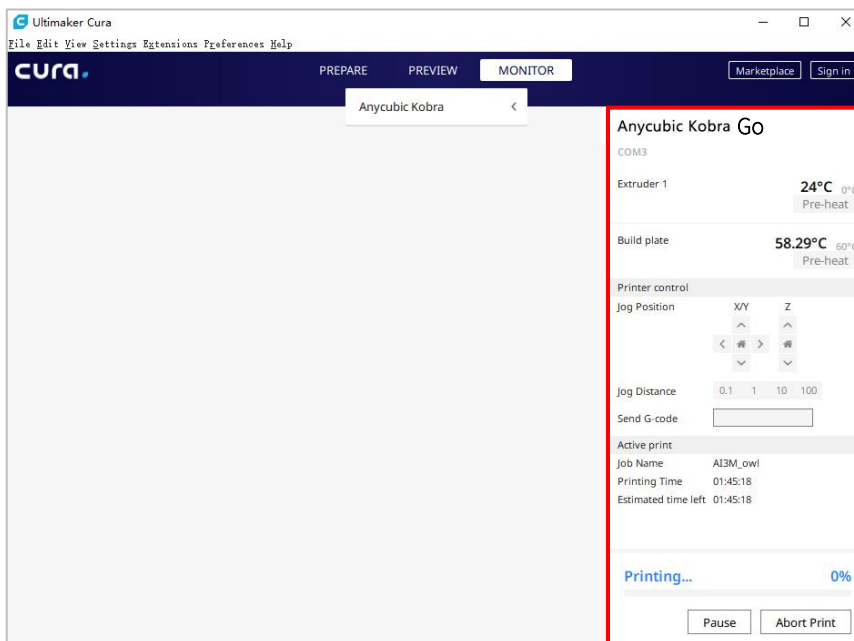 Ultimaker Cura
File Edit View Settings Extensions Preferences Help
cura.
PREPARE PREVIEW MONITOR Marketplace Sign in
Anycubic Kobra
Anycubic Kobra Go
COM3
Extruder 1 24°C 0°C
Pre-heat
Build plate 58.29°C 60°C
Pre-heat
Printer control
Jog Position X/Y Z
Jog Distance 0.1 1 10 100
Send G-code
Active print
Job Name AI3M_owl
Printing Time 01:45:18
Estimated time left 01:45:18
Printing... 0%
Pause Abort Print